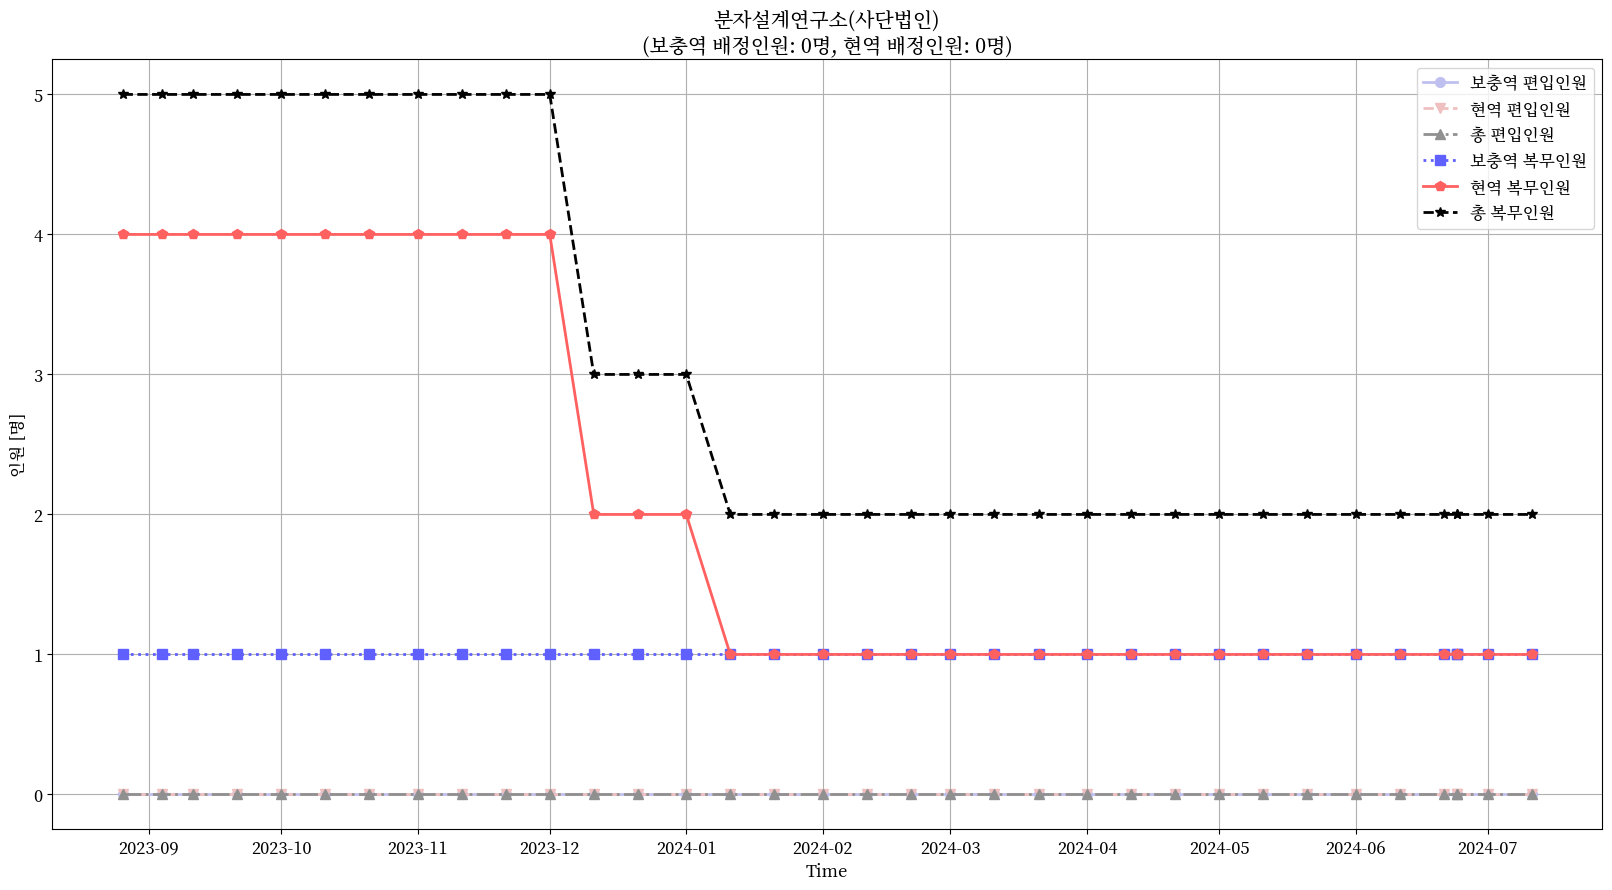 분자설계연구소(사단법인)
(보충역 배정인원: 0명, 현역 배정인원: 0명)
보충역 편입인원
현역 편입인원
총 편입인원
보충역 복무인원
현역 복무인원
총 복무인원
5
4
3
2
1
0
인원 [명]
2023-09 2023-10 2023-11 2023-12 2024-01 2024-02 2024-03 2024-04 2024-05 2024-06 2024-07
Time